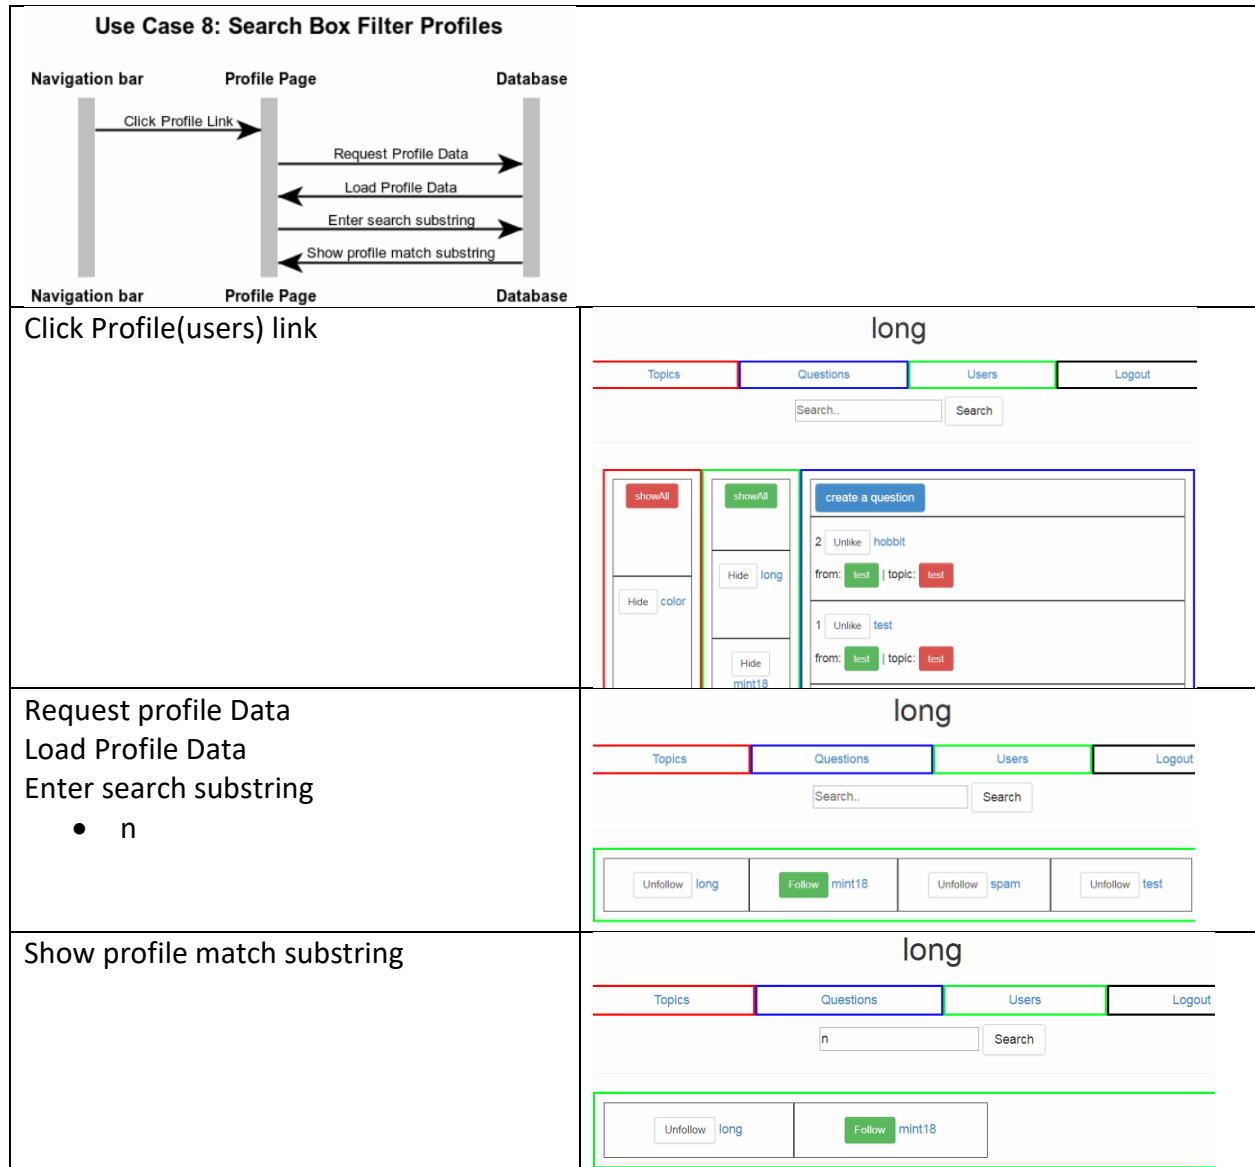 Use Case 8: Search Box Filter Profiles
Navigation bar Profile Page Database
Click Profile Link
Request Profile Data
Load Profile Data
Enter search substring
Show profile match substring
Navigation bar Profile Page Database
Click Profile(users) link
long
Topics Questions Users Logout
Search.. Search
showAll
Hide color
showAll
Hide long
Hide
mint18
create a question
2 Unlike hobbit
from: test | topic: test
1 Unlike test
from: test | topic: test
Request profile Data
Load Profile Data
Enter search substring
• n
long
Topics Questions Users Logout
Search.. Search
Unfollow long Follow mint18 Unfollow spam Unfollow test
Show profile match substring
long
Topics Questions Users Logout
n Search
Unfollow long Follow mint18